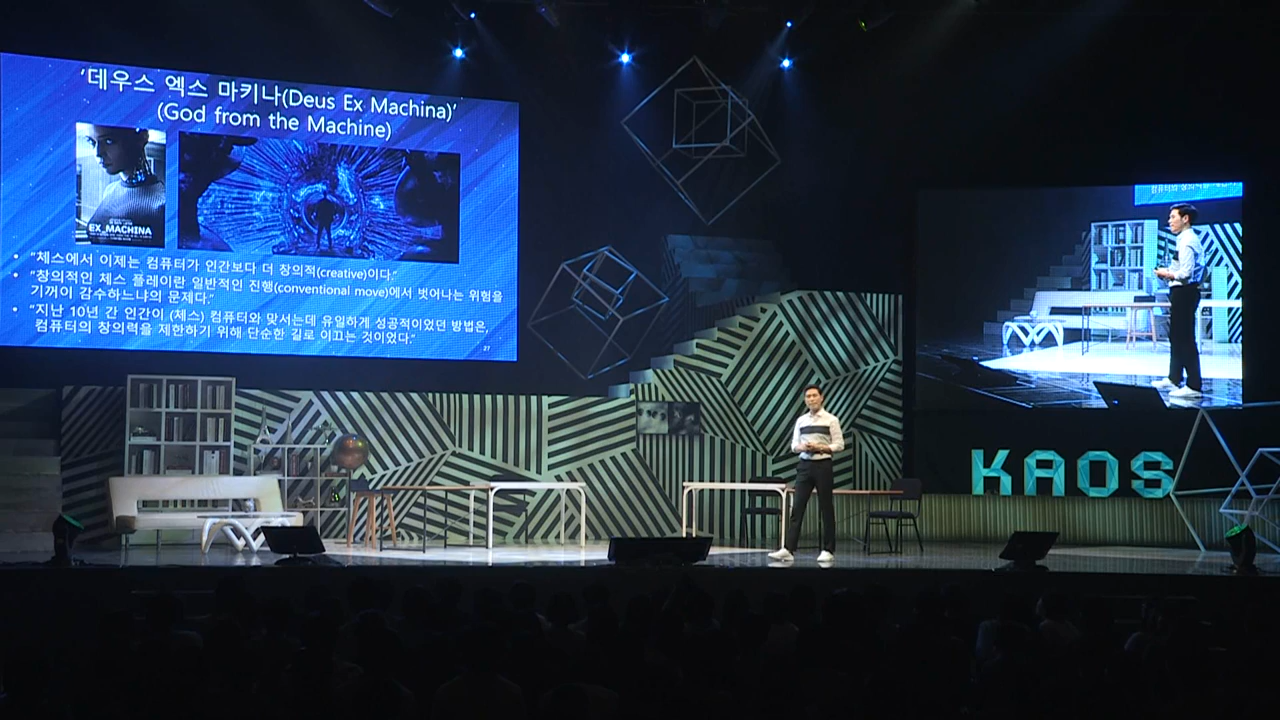 '데우스 엑스 마키나(Deus Ex Machina)'
(God from the Machine)
EX_MACHINA
• "체스에서 이제는 컴퓨터가 인간보다 더 창의적(creative)이다."
• "창의적인 체스 플레이란 일반적인 진행(conventional move)에서 벗어나는 위험을
기꺼이 감수하느냐의 문제다."
• "지난 10년 간 인간이 (체스) 컴퓨터와 맞서는데 유일하게 성공적이었던 방법은,
컴퓨터의 창의력을 제한하기 위해 단순한 길로 이끄는 것이었다."
27
KAOS